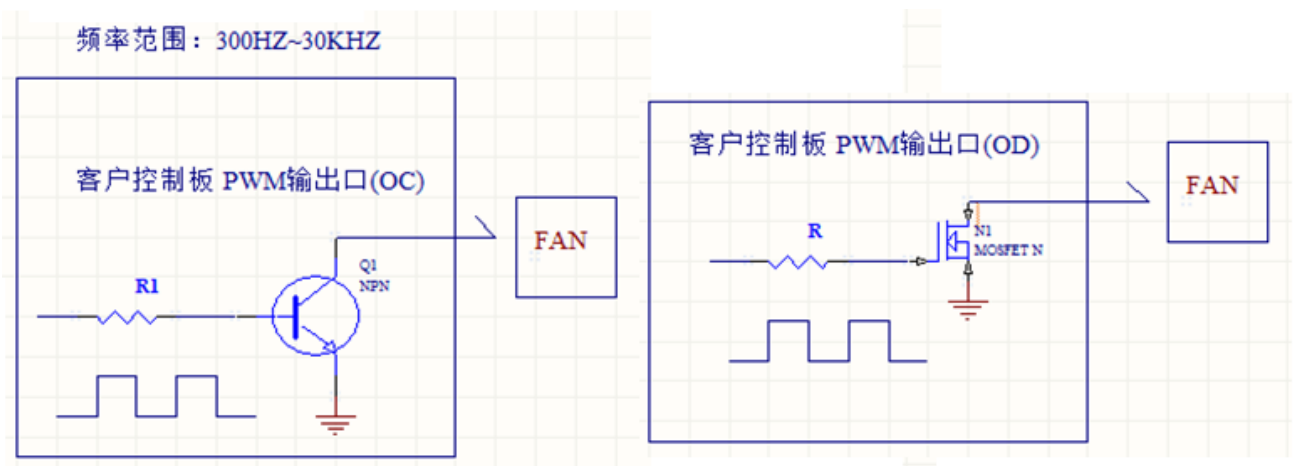 频率范围：300HZ~30KHZ
客户控制板 PWM输出口(OC)
FAN
Q1
NPN
R1
客户控制板 PWM输出口(OD)
FAN
R
N1
MOSFET N